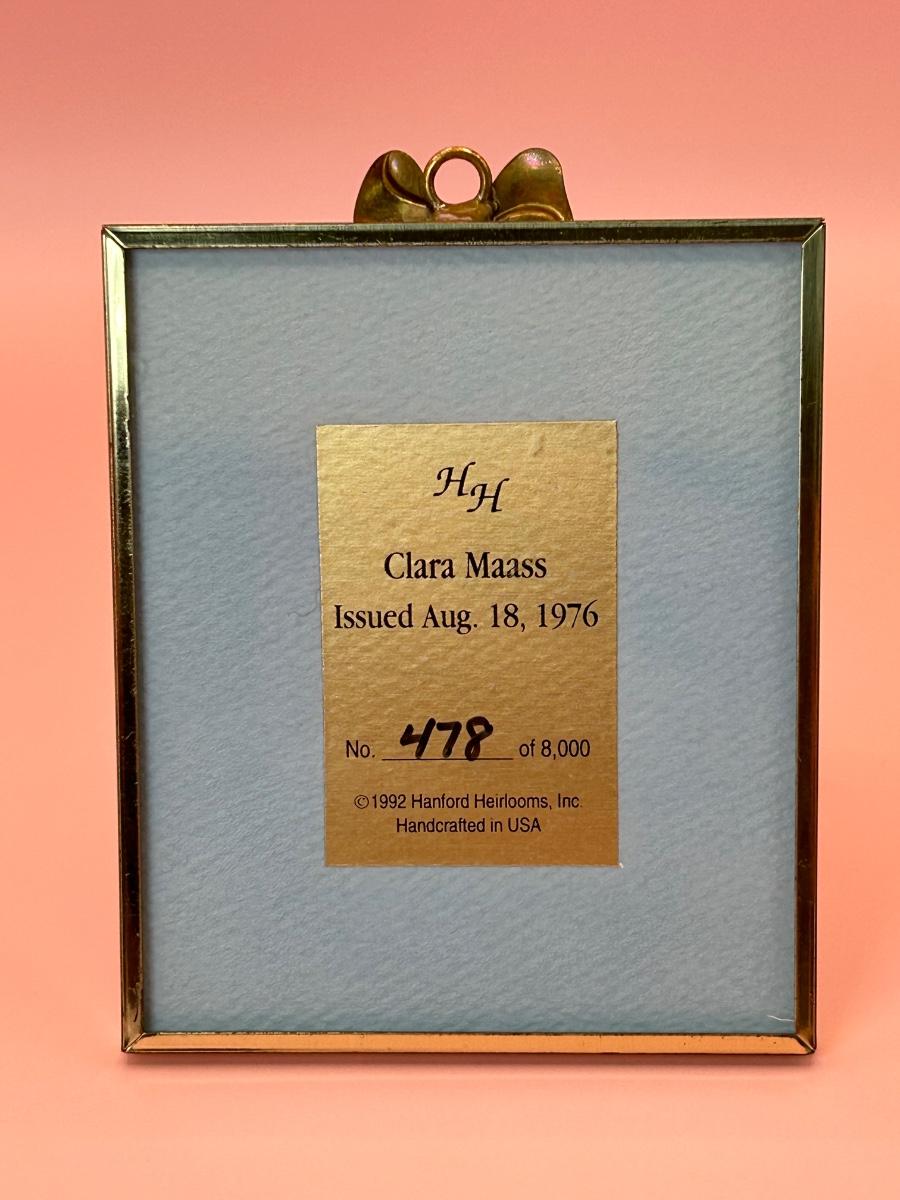 HH
Clara Maass
Issued Aug. 18, 1976
No. 478 of 8,000
©1992 Hanford Heirlooms, Inc.
Handcrafted in USA